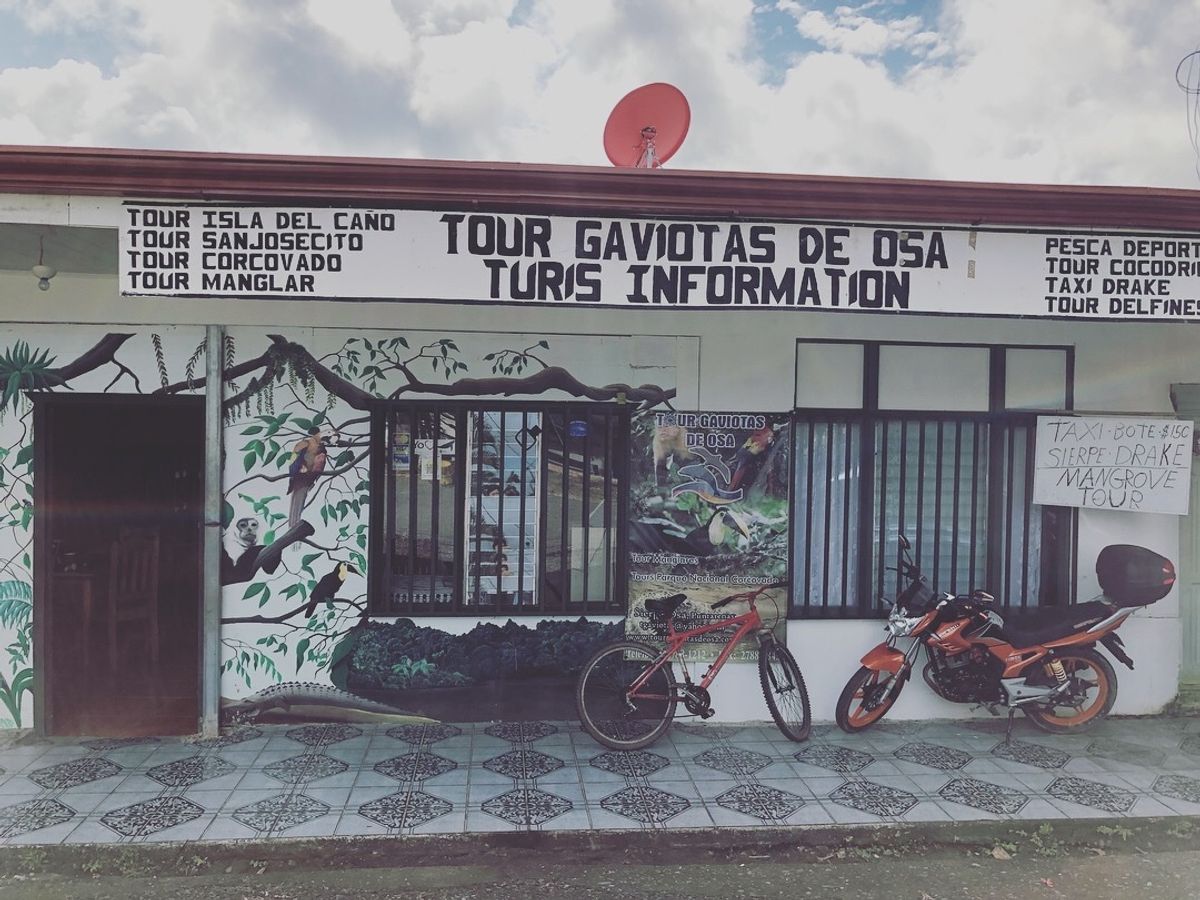 TOUR ISLA DEL CAÑO
TOUR SANJOSECITO
TOUR CORCOVADO
TOUR MANGLAR
TOUR GAVIOTAS DE OSA
TURIS INFORMATION
PESCA DEPORT
TOUR COCODRI
TAXI DRAKE
TOUR DELFINES
TAXI·BOTE·$150
SIERPE·DRAKE
MANGROVE
TOUR
TOUR GAVIOTAS
DE OSA
Tour Manglares
Tours Parque Nacional Corcovado